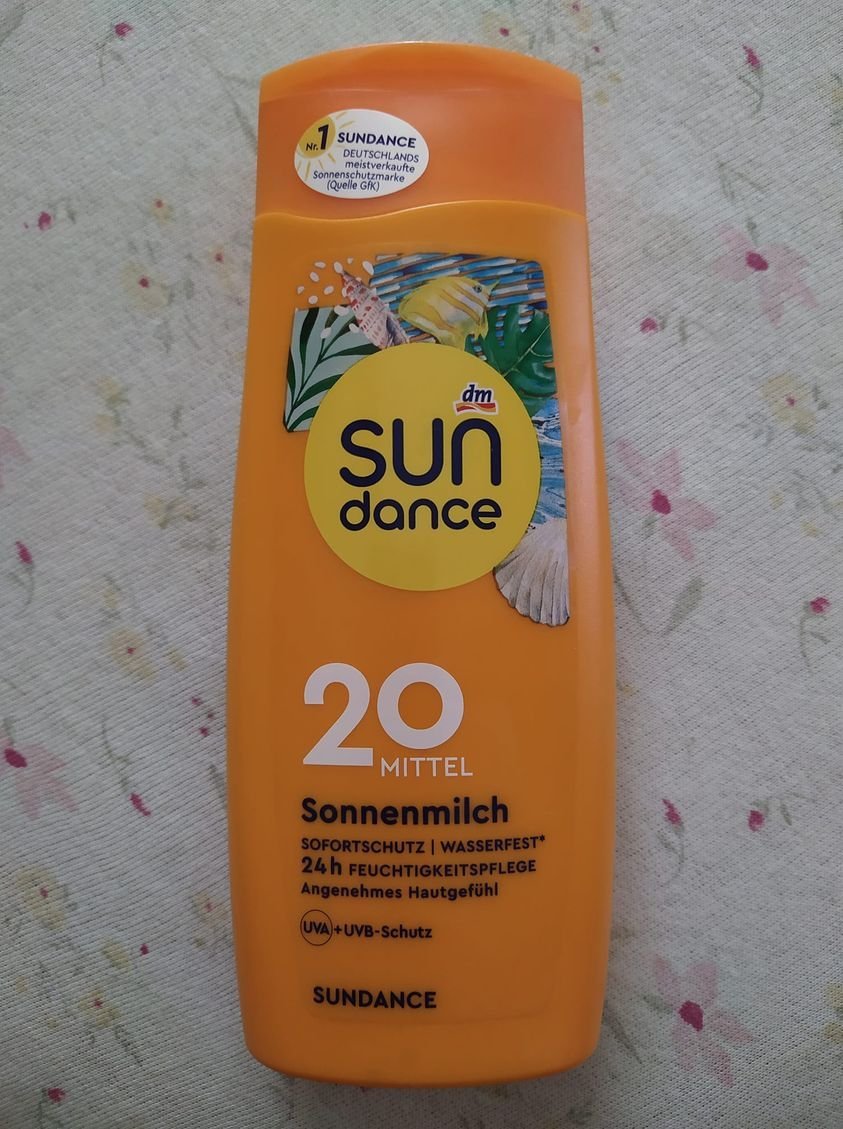 Nr. 1 SUNDANCE
DEUTSCHLANDS
meistverkaufte
Sonnenschutzmarke
(Quelle GfK)
dm
SUN
dance
20
MITTEL
Sonnenmilch
SOFORTSCHUTZ | WASSERFEST*
24h FEUCHTIGKEITSPFLEGE
Angenehmes Hautgefühl
UVA+UVB-Schutz
SUNDANCE